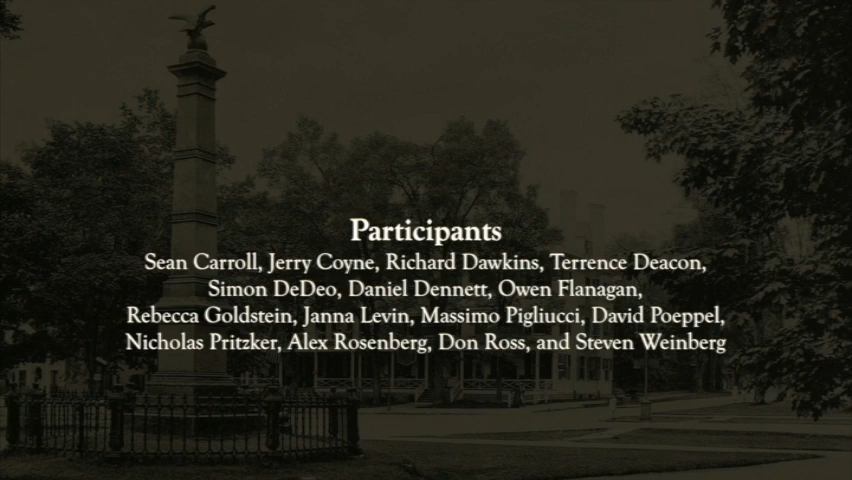 Participants
Sean Carroll, Jerry Coyne, Richard Dawkins, Terrence Deacon,
Simon DeDeo, Daniel Dennett, Owen Flanagan,
Rebecca Goldstein, Janna Levin, Massimo Pigliucci, David Poeppel,
Nicholas Pritzker, Alex Rosenberg, Don Ross, and Steven Weinberg